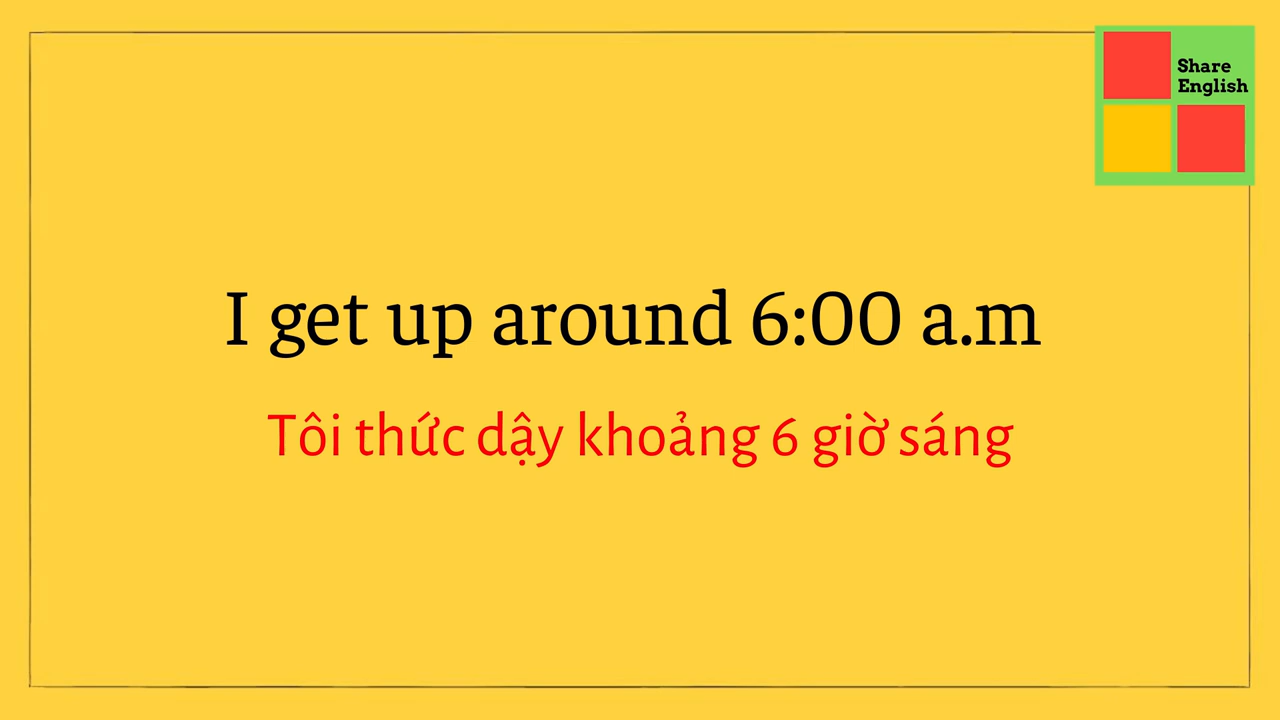 Share
English
I get up around 6:00 a.m
Tôi thức dậy khoảng 6 giờ sáng